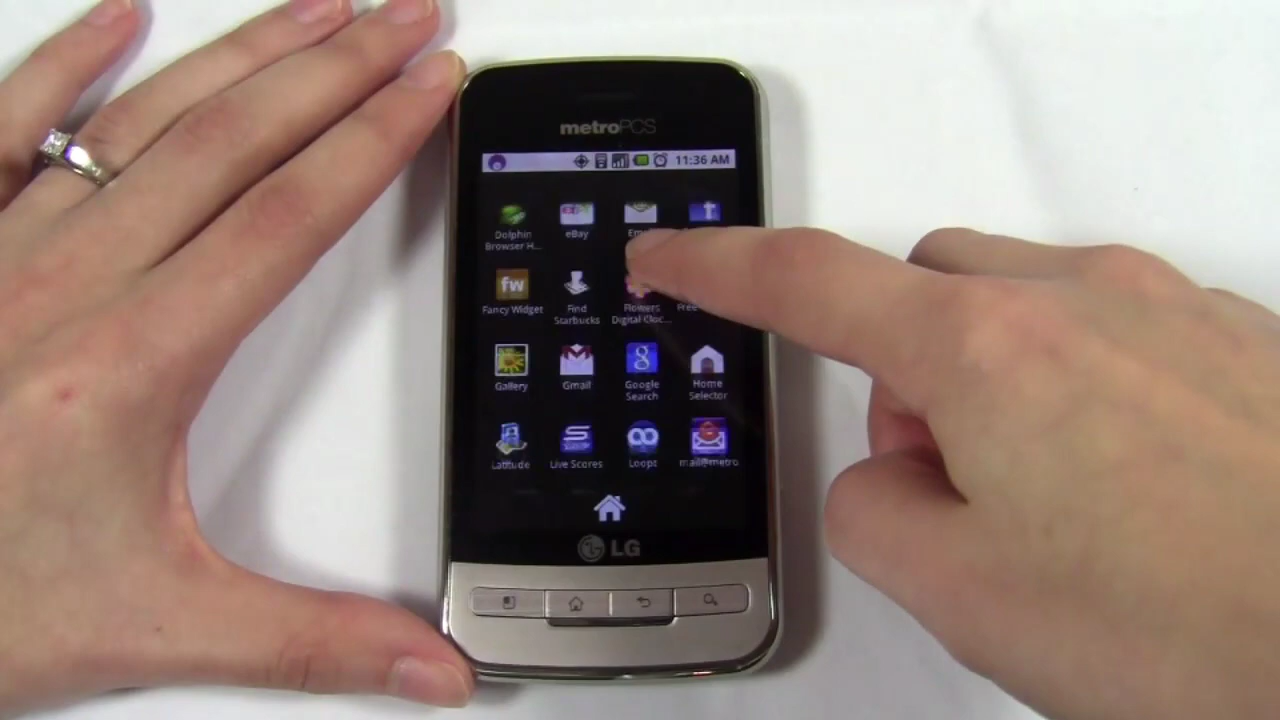 metroPCS
11:36 AM
Dolphin
Browser H...
eBay
t
fw
Fancy Widget
Find
Starbucks
Flowers
Digital Cloc...
Free
Gallery
Gmail
g
Google
Search
Home
Selector
Latitude
Live Scores
Loopt
mail@metro
LG